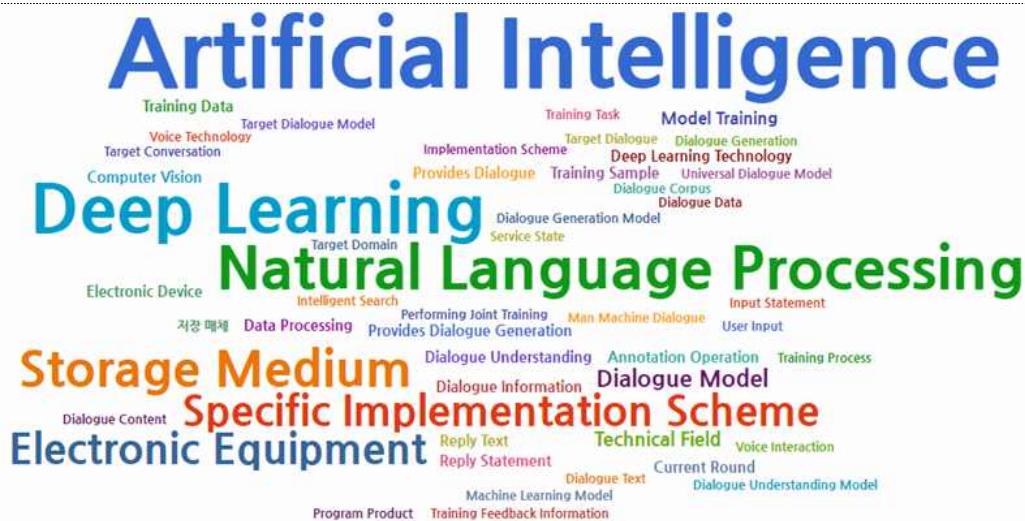 Artificial Intelligence
Training Data
Training Task
Model Training
Target Dialogue Model
Voice Technology
Target Dialogue
Dialogue Generation
Target Conversation
Implementation Scheme
Deep Learning Technology
Computer Vision
Provides Dialogue
Training Sample
Universal Dialogue Model
Dialogue Corpus
Dialogue Data
Deep Learning
Dialogue Generation Model
Service State
Target Domain
Natural Language Processing
Electronic Device
Intelligent Search
Input Statement
Performing Joint Training
Man Machine Dialogue
저장 매체
Data Processing
Provides Dialogue Generation
User Input
Storage Medium
Dialogue Understanding
Annotation Operation
Training Process
Dialogue Information
Dialogue Model
Dialogue Content
Specific Implementation Scheme
Electronic Equipment
Reply Text
Technical Field
Voice Interaction
Reply Statement
Current Round
Dialogue Text
Dialogue Understanding Model
Machine Learning Model
Program Product
Training Feedback Information